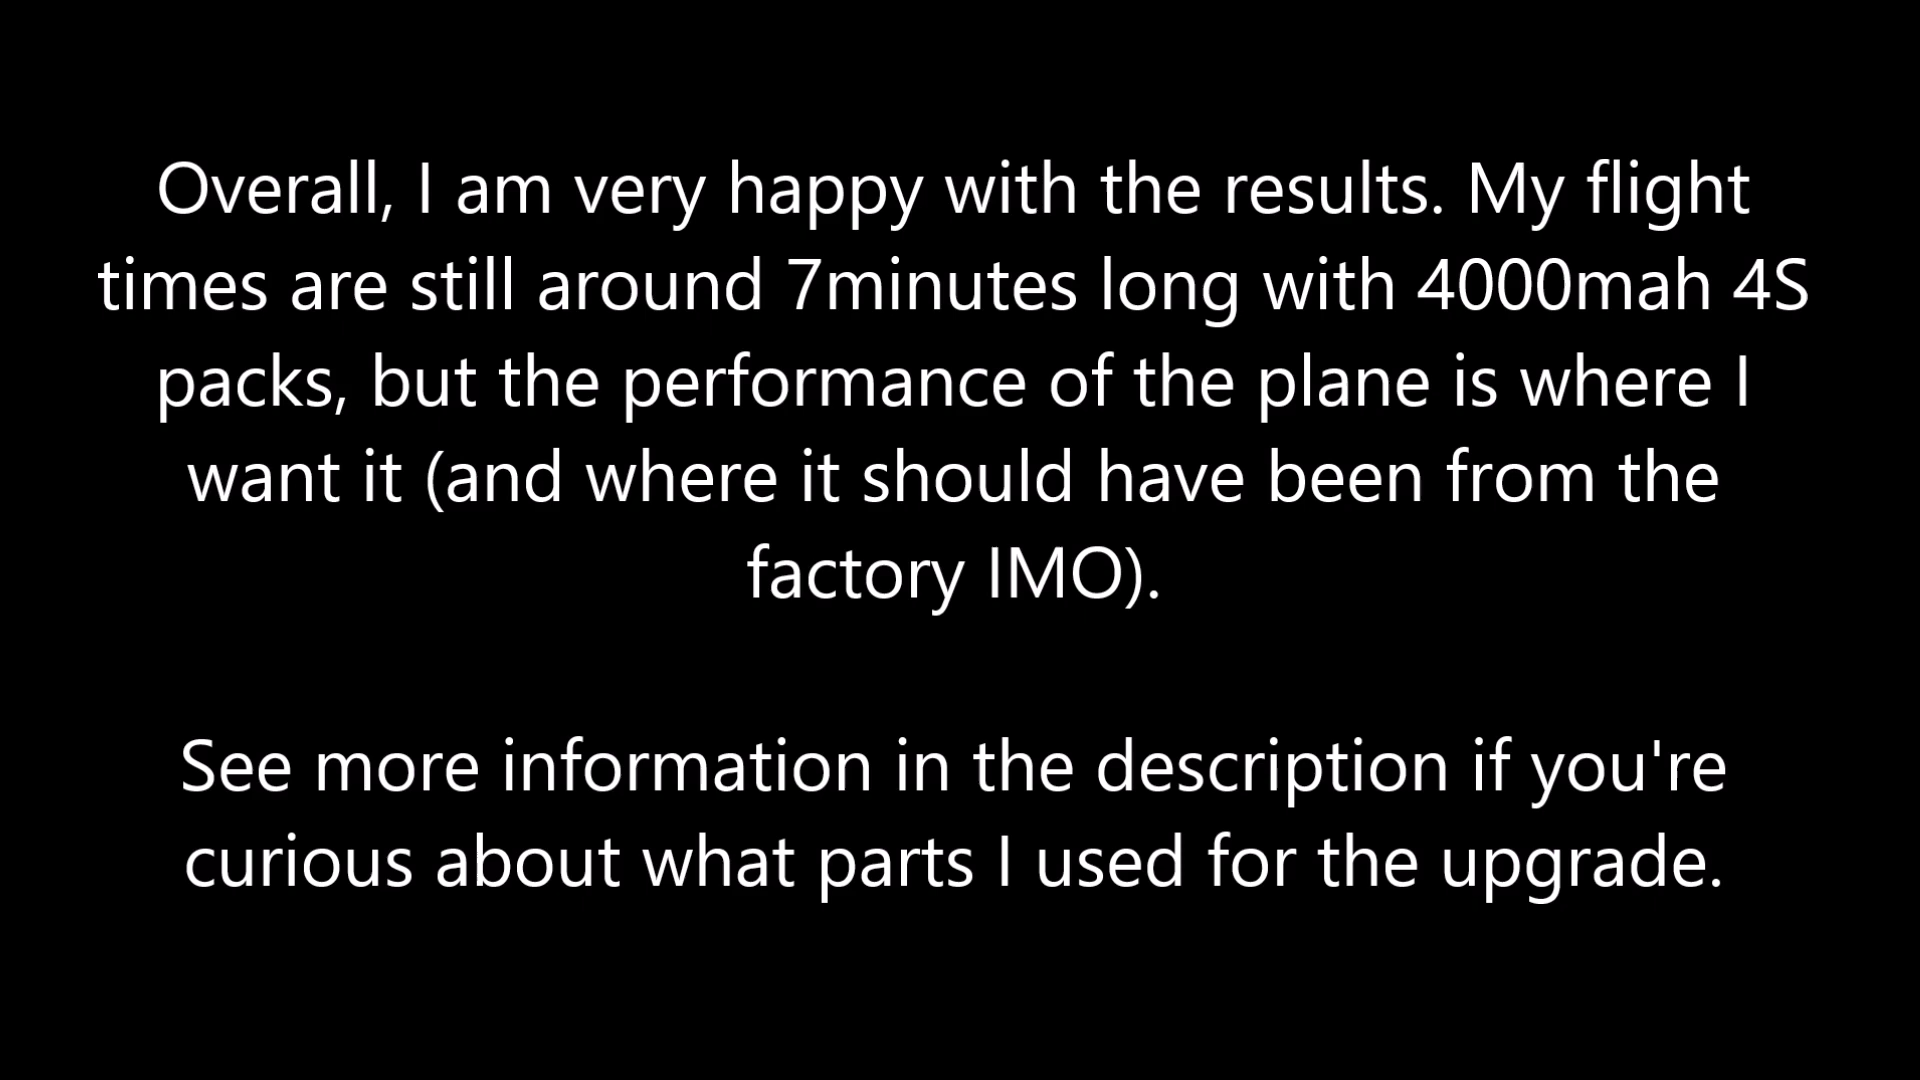 Overall, I am very happy with the results. My flight
times are still around 7minutes long with 4000mah 4S
packs, but the performance of the plane is where I
want it (and where it should have been from the
factory IMO).
See more information in the description if you're
curious about what parts I used for the upgrade.